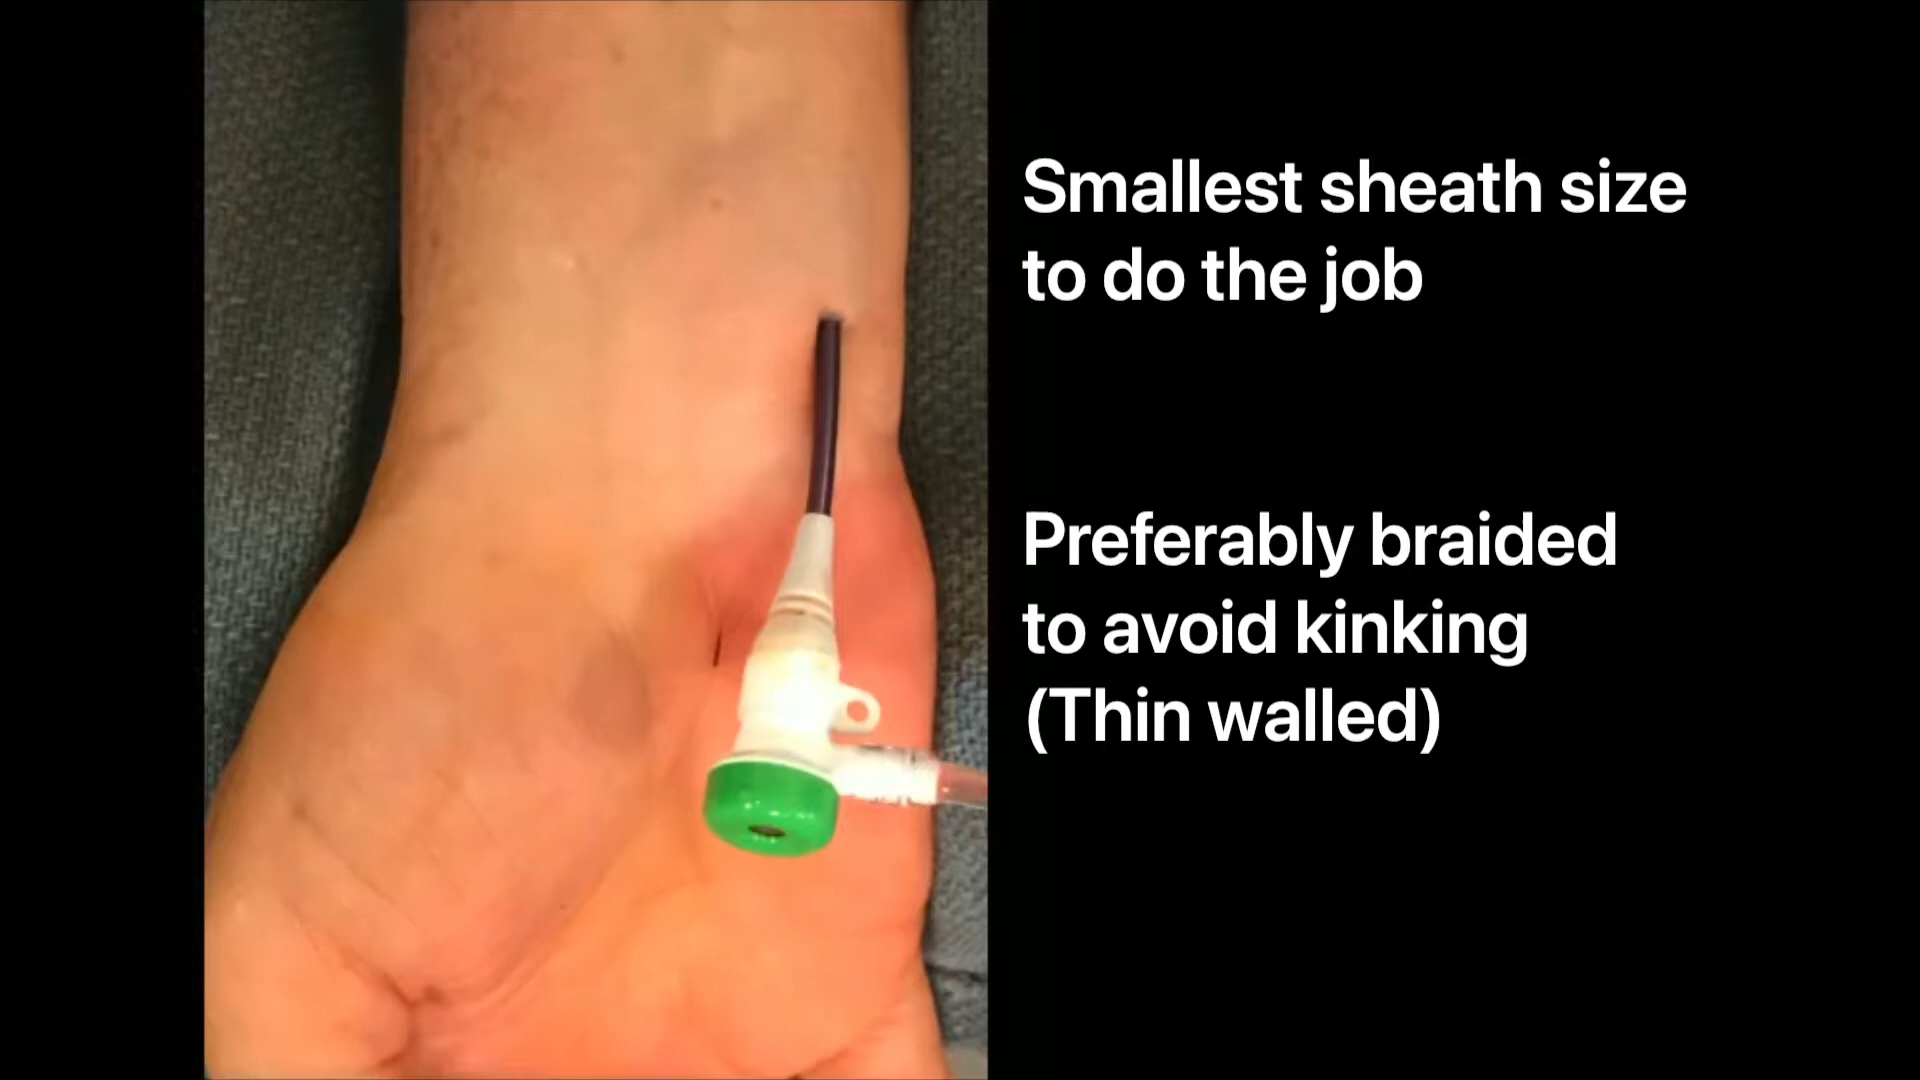 Smallest sheath size
to do the job
Preferably braided
to avoid kinking
(Thin walled)